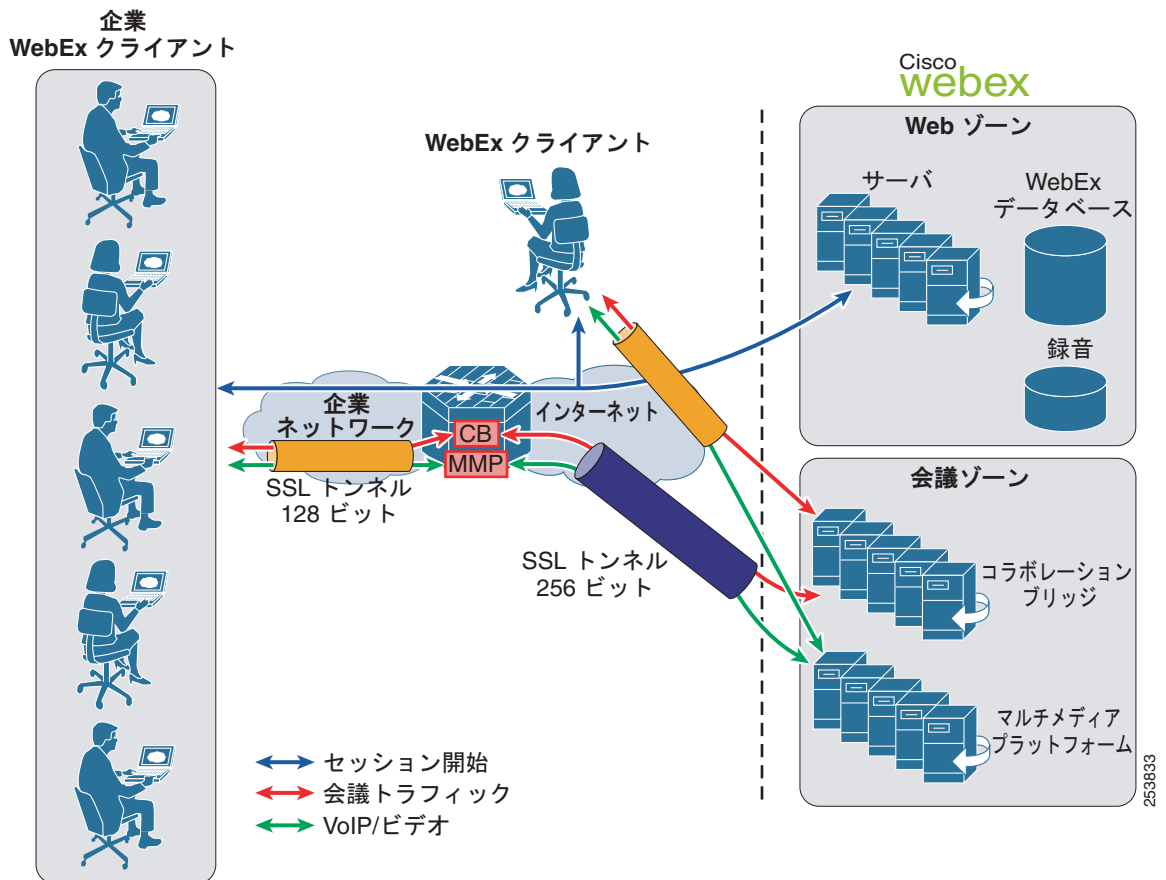 企業
WebEx クライアント
Cisco
webex
Web ゾーン
サーバ
WebEx
データベース
録音
WebEx クライアント
企業
ネットワーク
インターネット
CB
MMP
SSL トンネル
128 ビット
SSL トンネル
256 ビット
会議ゾーン
コラボレーション
ブリッジ
マルチメディア
プラットフォーム
セッション開始
会議トラフィック
VoIP/ビデオ
253833